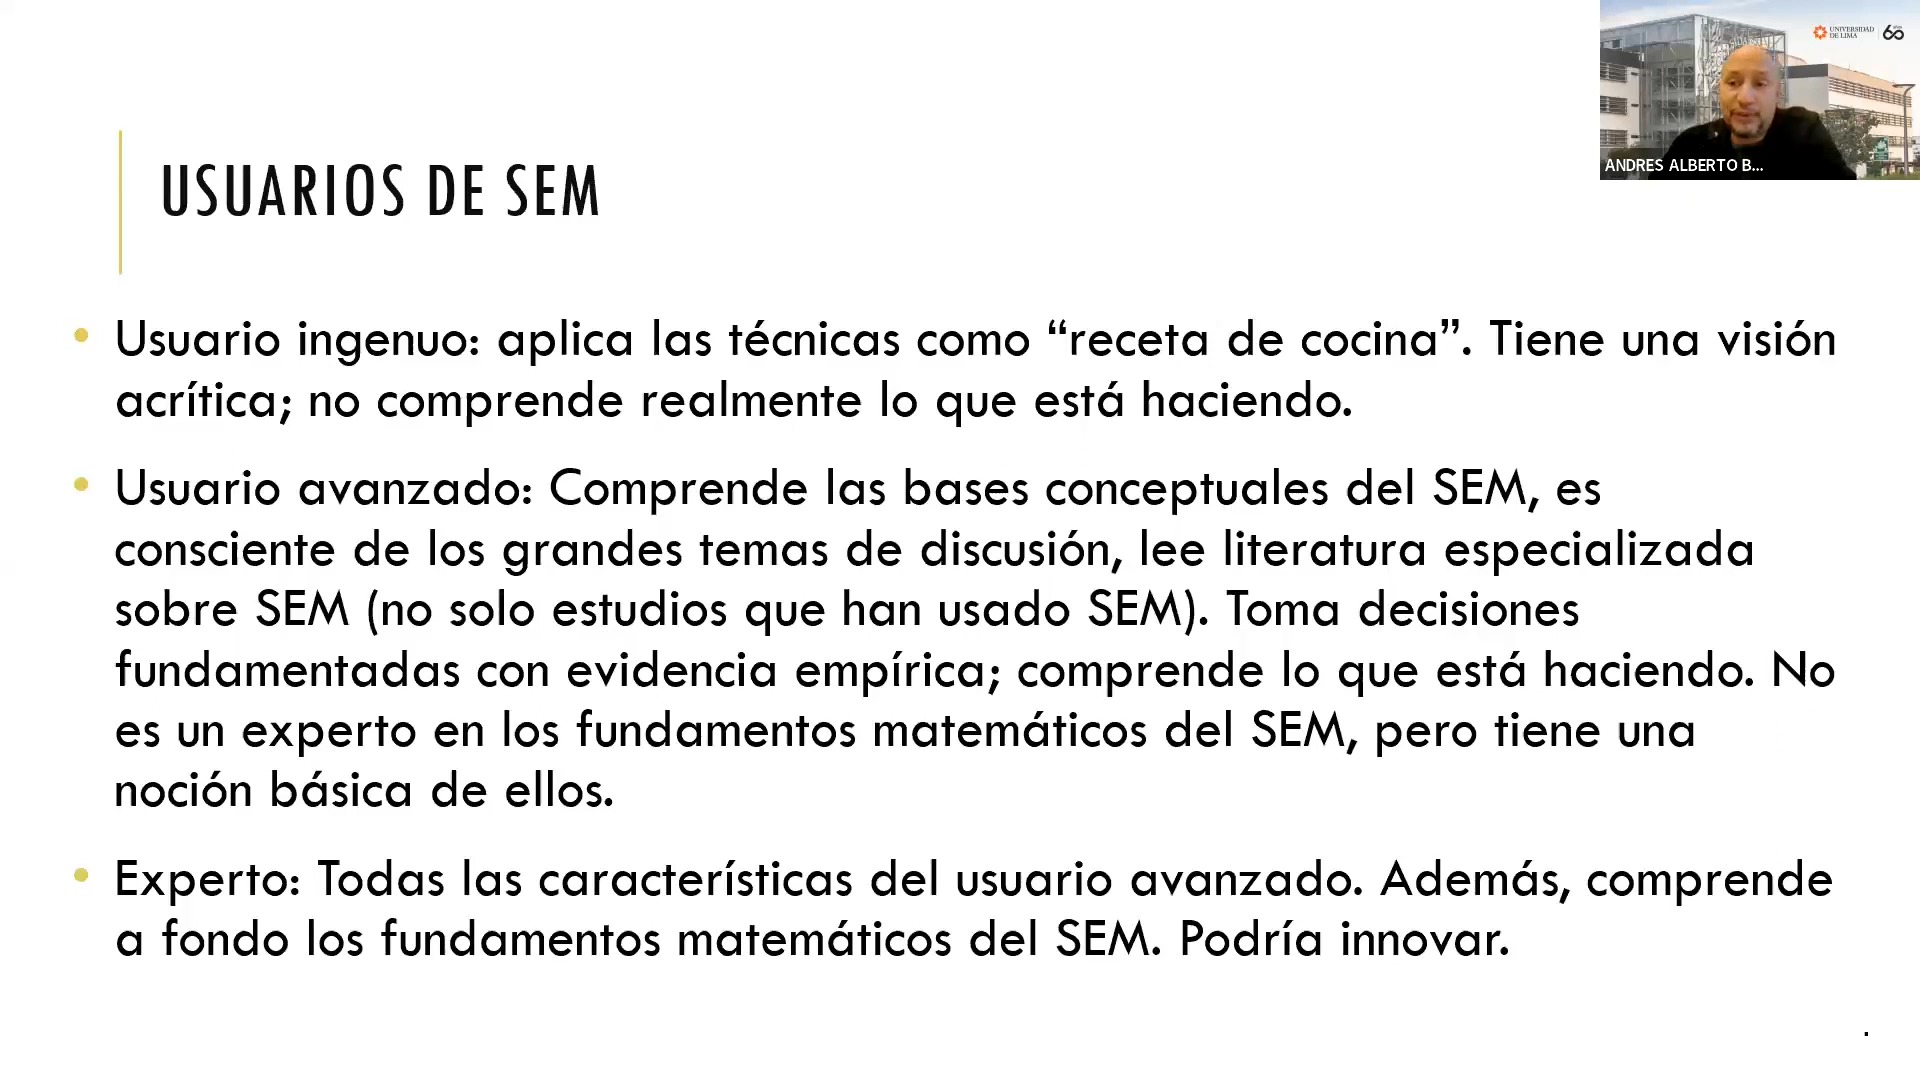 UNIVERSIDAD
DE LIMA
60
ANDRES ALBERTO B...
USUARIOS DE SEM
• Usuario ingenuo: aplica las técnicas como “receta de cocina”. Tiene una visión
acrítica; no comprende realmente lo que está haciendo.
• Usuario avanzado: Comprende las bases conceptuales del SEM, es
consciente de los grandes temas de discusión, lee literatura especializada
sobre SEM (no solo estudios que han usado SEM). Toma decisiones
fundamentadas con evidencia empírica; comprende lo que está haciendo. No
es un experto en los fundamentos matemáticos del SEM, pero tiene una
noción básica de ellos.
• Experto: Todas las características del usuario avanzado. Además, comprende
a fondo los fundamentos matemáticos del SEM. Podría innovar.
.